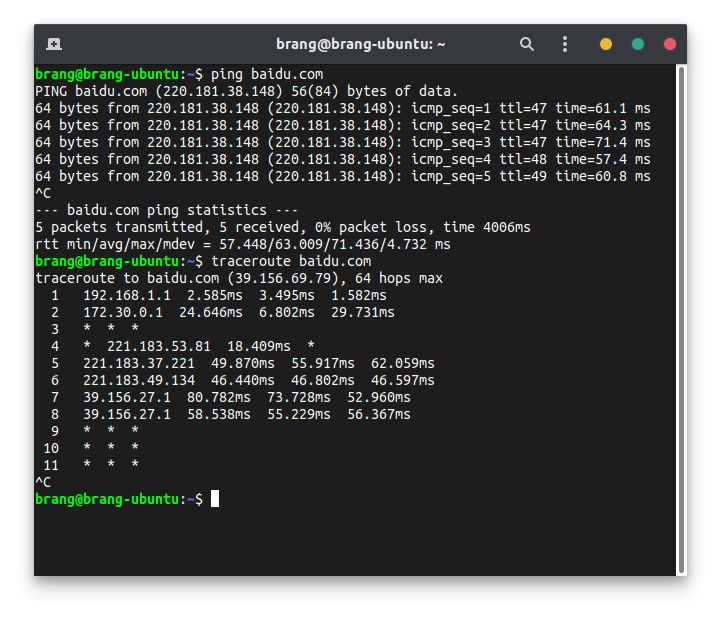 brang@brang-ubuntu: ~
brang@brang-ubuntu:~$ ping baidu.com
PING baidu.com (220.181.38.148) 56(84) bytes of data.
64 bytes from 220.181.38.148 (220.181.38.148): icmp_seq=1 ttl=47 time=61.1 ms
64 bytes from 220.181.38.148 (220.181.38.148): icmp_seq=2 ttl=47 time=64.3 ms
64 bytes from 220.181.38.148 (220.181.38.148): icmp_seq=3 ttl=47 time=71.4 ms
64 bytes from 220.181.38.148 (220.181.38.148): icmp_seq=4 ttl=48 time=57.4 ms
64 bytes from 220.181.38.148 (220.181.38.148): icmp_seq=5 ttl=49 time=60.8 ms
^C
--- baidu.com ping statistics ---
5 packets transmitted, 5 received, 0% packet loss, time 4006ms
rtt min/avg/max/mdev = 57.448/63.009/71.436/4.732 ms
brang@brang-ubuntu:~$ traceroute baidu.com
traceroute to baidu.com (39.156.69.79), 64 hops max
  1   192.168.1.1  2.585ms  3.495ms  1.582ms
  2   172.30.0.1  24.646ms  6.802ms  29.731ms
  3   *  *  *
  4   *  221.183.53.81  18.409ms  *
  5   221.183.37.221  49.870ms  55.917ms  62.059ms
  6   221.183.49.134  46.440ms  46.802ms  46.597ms
  7   39.156.27.1  80.782ms  73.728ms  52.960ms
  8   39.156.27.1  58.538ms  55.229ms  56.367ms
  9   *  *  *
 10   *  *  *
 11   *  *  *
^C
brang@brang-ubuntu:~$